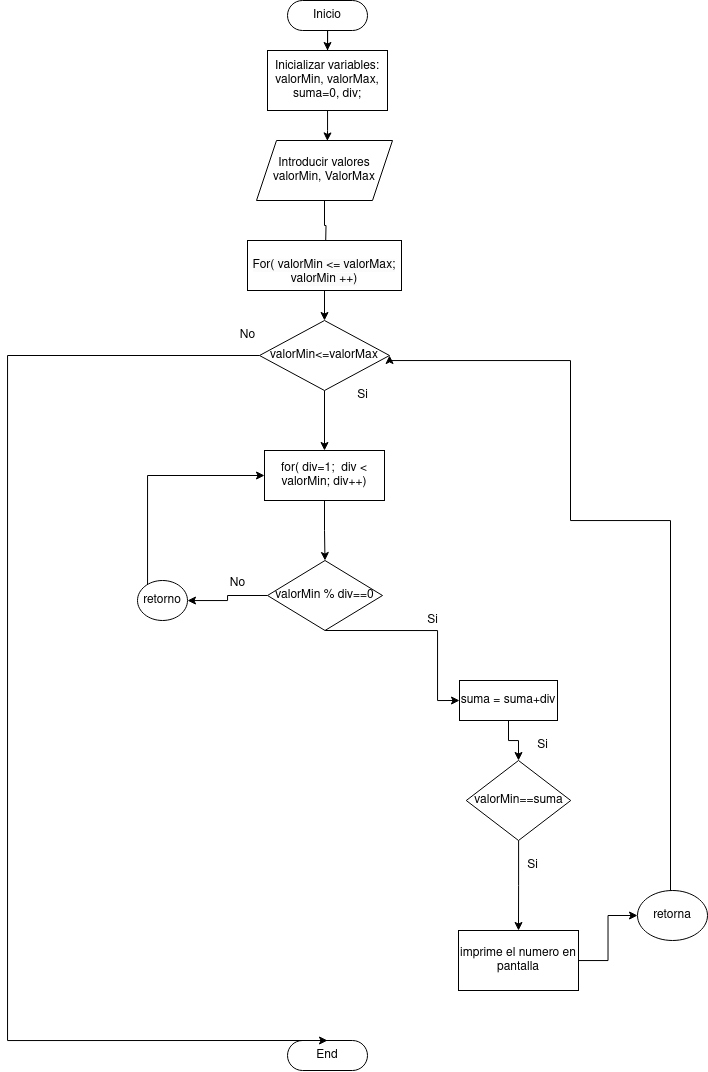 Inicio
Inicializar variables:
valorMin, valorMax,
suma=0, div;
Introducir valores
valorMin, ValorMax
For( valorMin <= valorMax;
valorMin ++)
No
valorMin<=valorMax
Si
for( div=1;  div <
valorMin; div++)
No
valorMin % div==0
retorno
Si
suma = suma+div
Si
valorMin==suma
Si
retorna
imprime el numero en
pantalla
End